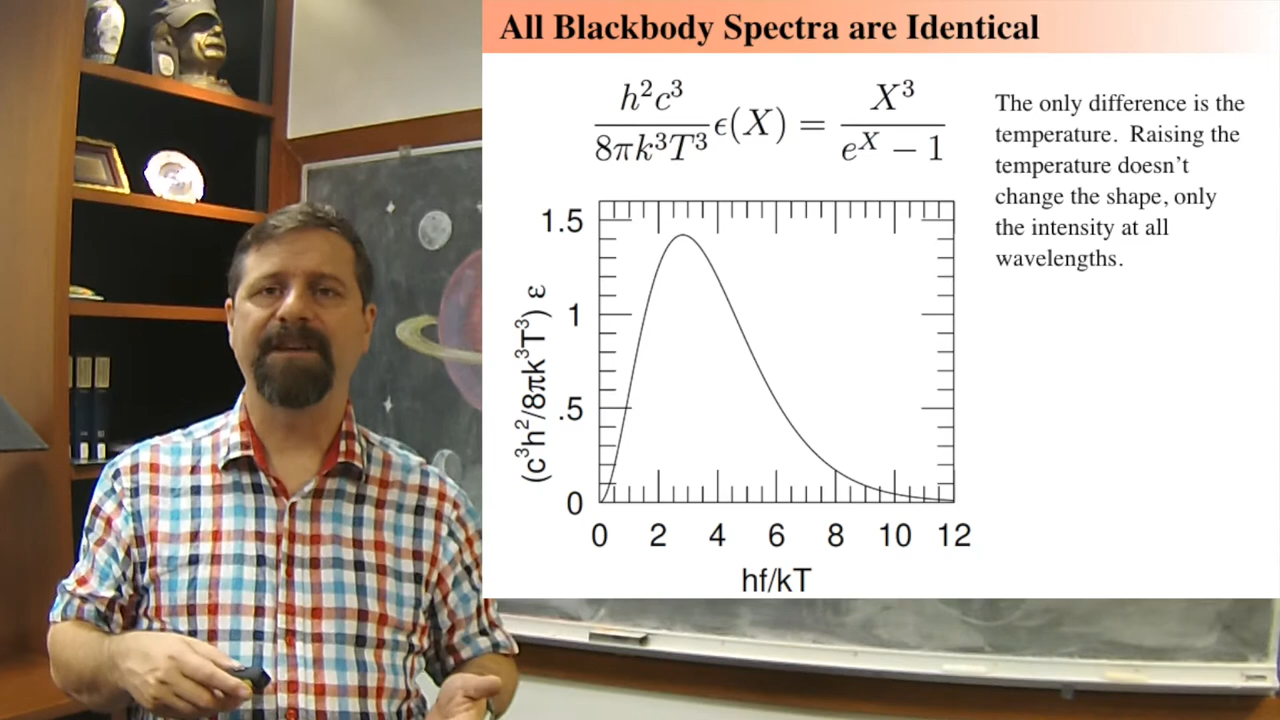 All Blackbody Spectra are Identical
h²c³/8πk³T³ ϵ(X) = X³/eˣ − 1
The only difference is the
temperature. Raising the
temperature doesn't
change the shape, only
the intensity at all
wavelengths.
(c³h²/8πk³T³) ε
1.5
1
.5
0
0 2 4 6 8 10 12
hf/kT